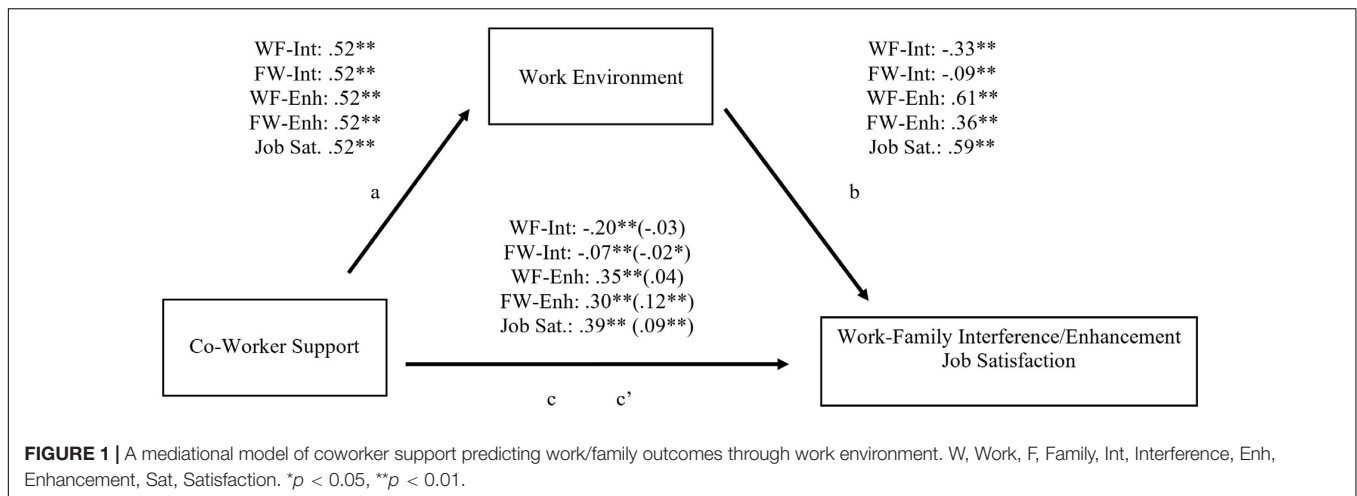 WF-Int: .52**
FW-Int: .52**
WF-Enh: .52**
FW-Enh: .52**
Job Sat. .52**
Work Environment
WF-Int: -.33**
FW-Int: -.09**
WF-Enh: .61**
FW-Enh: .36**
Job Sat.: .59**
a
b
WF-Int: -.20**(-.03)
FW-Int: -.07**(-.02*)
WF-Enh: .35**(.04)
FW-Enh: .30**(.12**)
Job Sat.: .39** (.09**)
Co-Worker Support
Work-Family Interference/Enhancement
Job Satisfaction
c c’
FIGURE 1 | A mediational model of coworker support predicting work/family outcomes through work environment. W, Work, F, Family, Int, Interference, Enh,
Enhancement, Sat, Satisfaction. *p < 0.05, **p < 0.01.